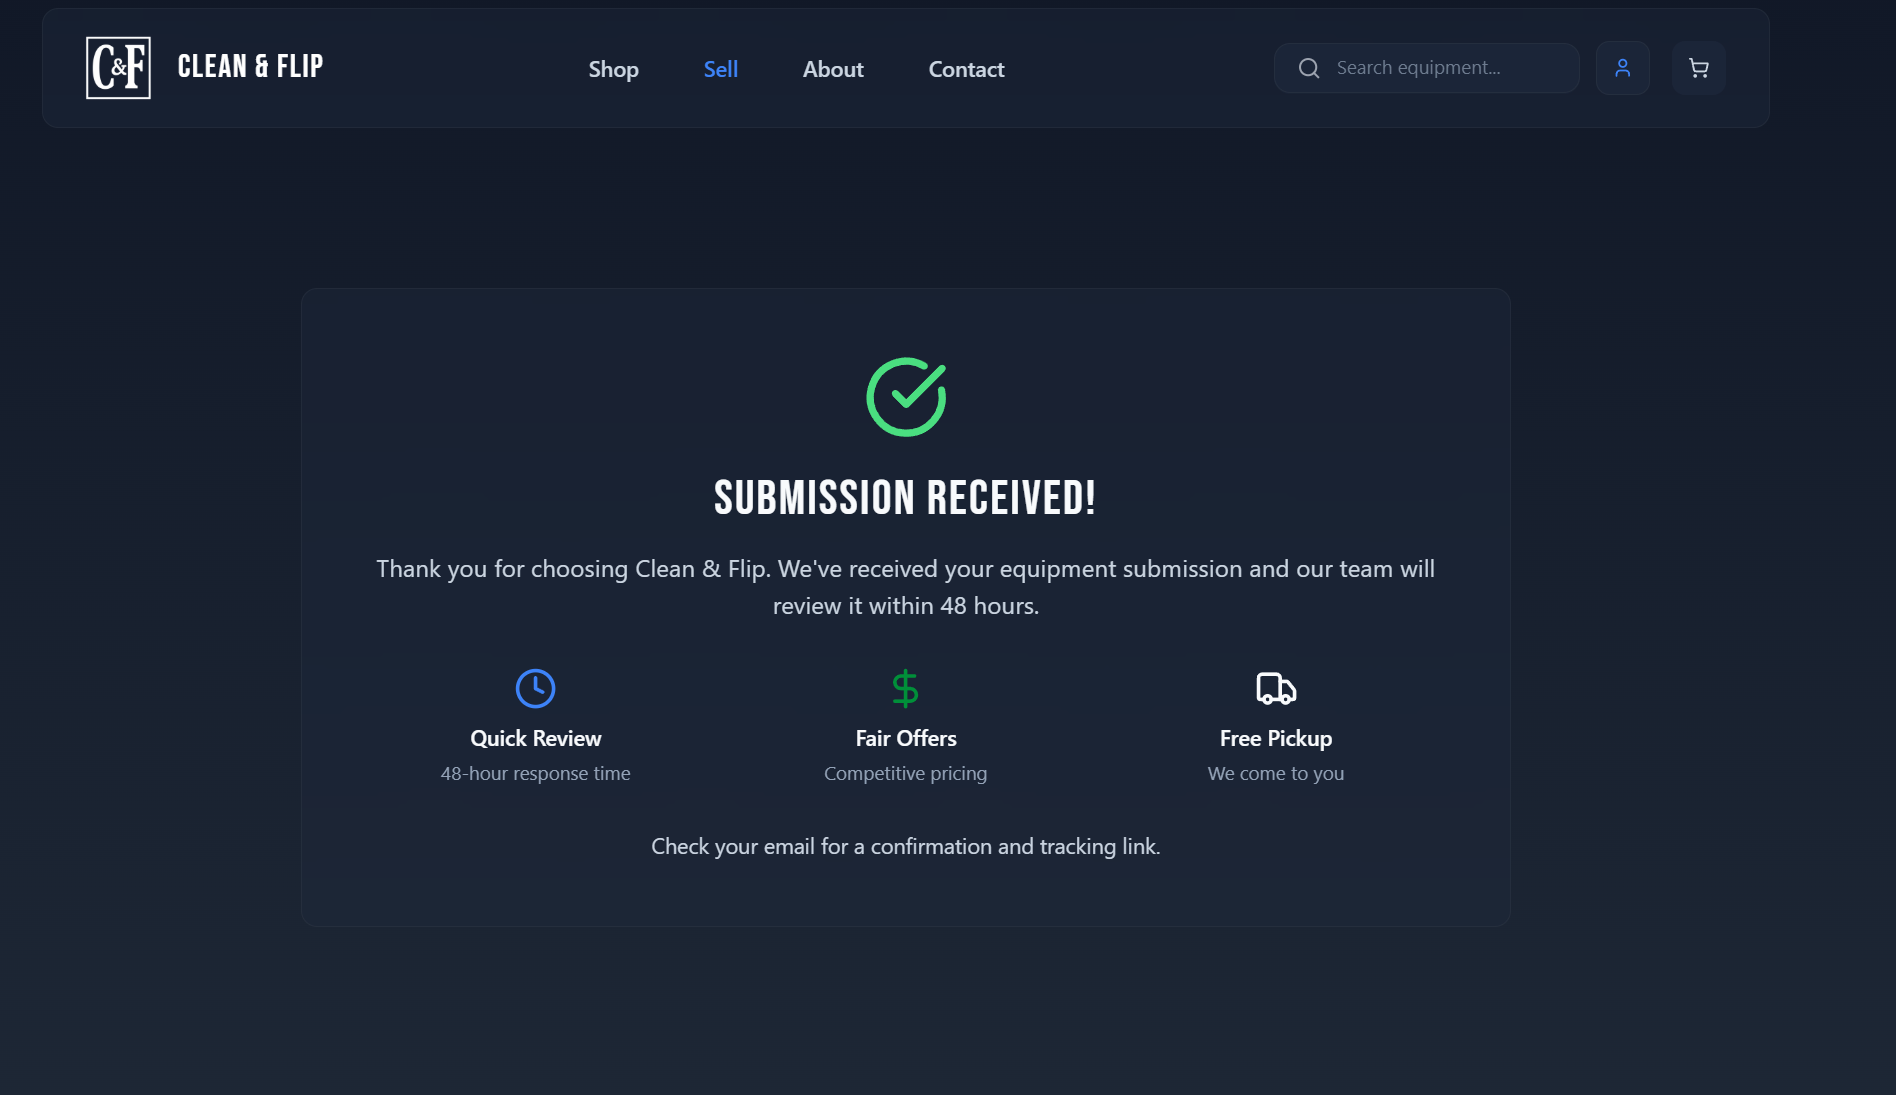 C&F
CLEAN & FLIP
Shop
Sell
About
Contact
Search equipment...
SUBMISSION RECEIVED!
Thank you for choosing Clean & Flip. We've received your equipment submission and our team will
review it within 48 hours.
Quick Review
48-hour response time
Fair Offers
Competitive pricing
Free Pickup
We come to you
Check your email for a confirmation and tracking link.